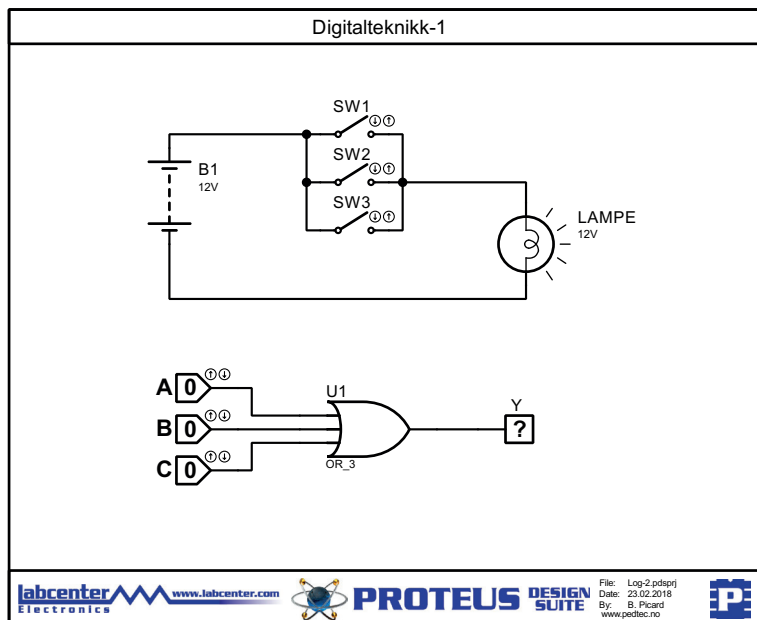 Digitalteknikk-1
SW1
SW2
SW3
B1
12V
LAMPE
12V
A 0
B 0
C 0
U1
OR_3
Y
?
labcenter www.labcenter.com
Electronics
PROTEUS DESIGN SUITE
File: Log-2.pdsprj
Date: 23.02.2018
By: B. Picard
www.pedtec.no
P